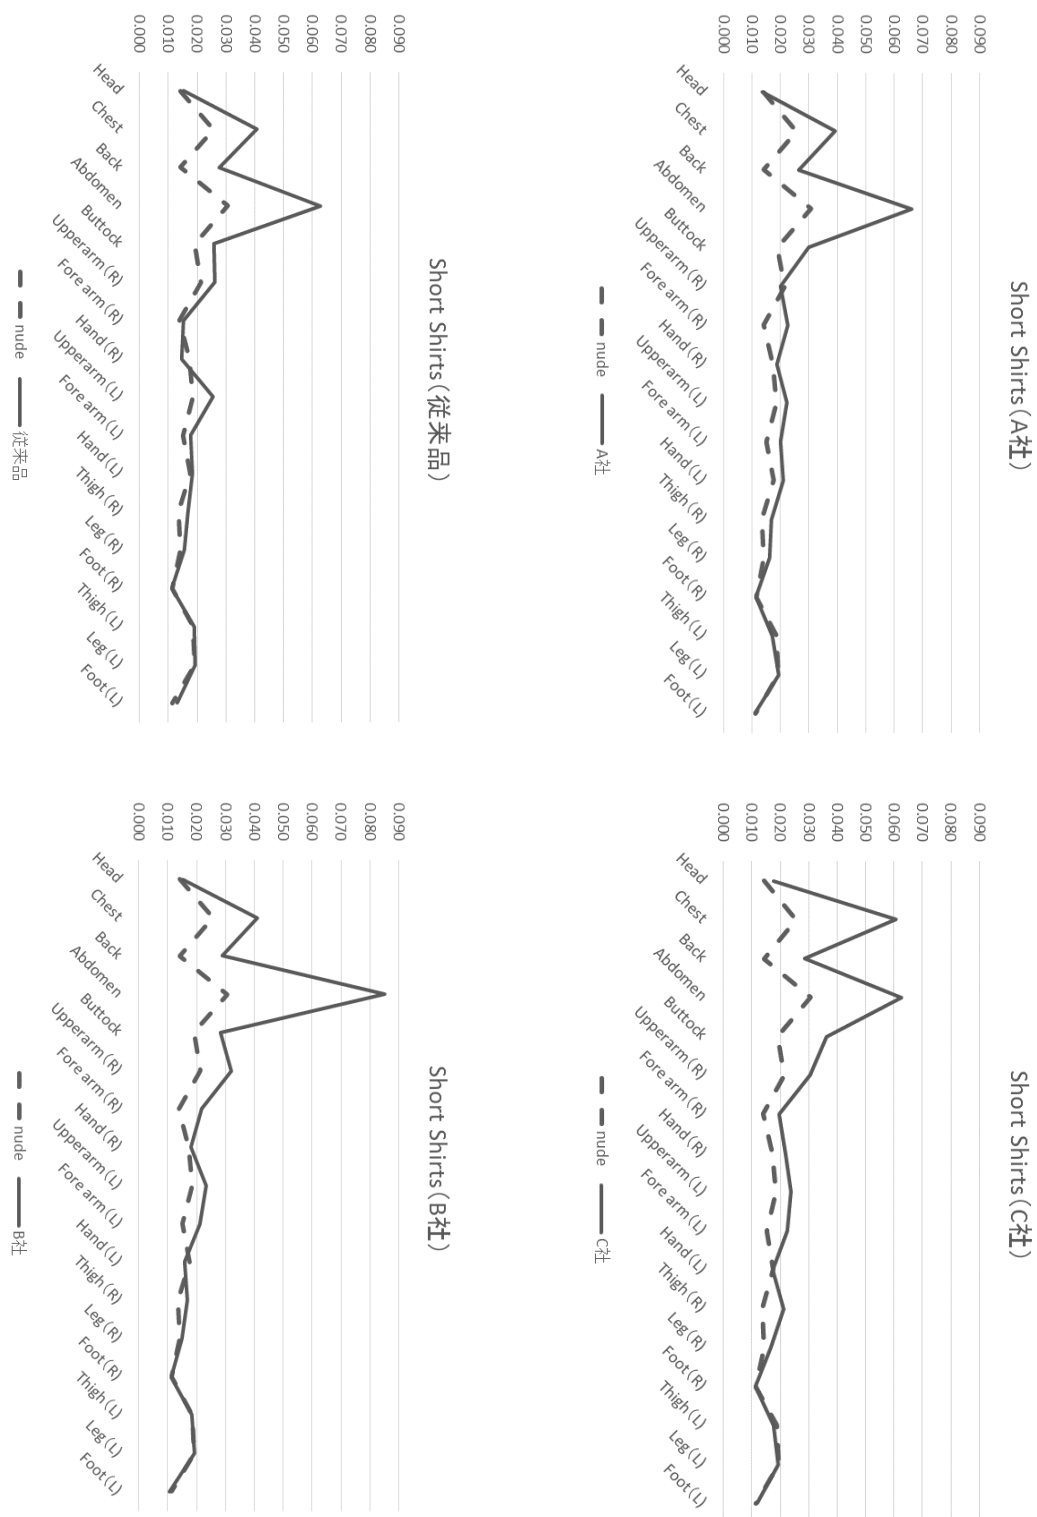 Short Shirts(A社)
0.090
0.080
0.070
0.060
0.050
0.040
0.030
0.020
0.010
0.000
Head
Chest
Back
Abdomen
Buttock
Upperarm(R)
Fore arm(R)
Hand(R)
Upperarm(L)
Fore arm(L)
Hand(L)
Thigh(R)
Leg(R)
Foot(R)
Thigh(L)
Leg(L)
Foot(L)
nude A社
Short Shirts(C社)
0.090
0.080
0.070
0.060
0.050
0.040
0.030
0.020
0.010
0.000
Head
Chest
Back
Abdomen
Buttock
Upperarm(R)
Fore arm(R)
Hand(R)
Upperarm(L)
Fore arm(L)
Hand(L)
Thigh(R)
Leg(R)
Foot(R)
Thigh(L)
Leg(L)
Foot(L)
nude C社
Short Shirts(従来品)
0.090
0.080
0.070
0.060
0.050
0.040
0.030
0.020
0.010
0.000
Head
Chest
Back
Abdomen
Buttock
Upperarm(R)
Fore arm(R)
Hand(R)
Upperarm(L)
Fore arm(L)
Hand(L)
Thigh(R)
Leg(R)
Foot(R)
Thigh(L)
Leg(L)
Foot(L)
nude 従来品
Short Shirts(B社)
0.090
0.080
0.070
0.060
0.050
0.040
0.030
0.020
0.010
0.000
Head
Chest
Back
Abdomen
Buttock
Upperarm(R)
Fore arm(R)
Hand(R)
Upperarm(L)
Fore arm(L)
Hand(L)
Thigh(R)
Leg(R)
Foot(R)
Thigh(L)
Leg(L)
Foot(L)
nude B社